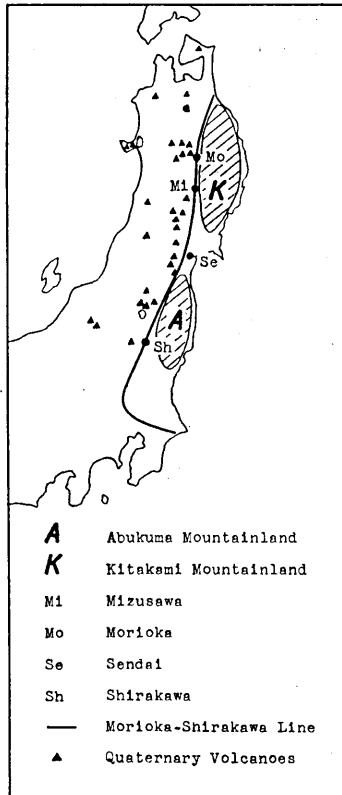 Mo
Mi
K
Se
A
Sh
A Abukuma Mountainland
K Kitakami Mountainland
Mi Mizusawa
Mo Morioka
Se Sendai
Sh Shirakawa
Morioka-Shirakawa Line
Quaternary Volcanoes